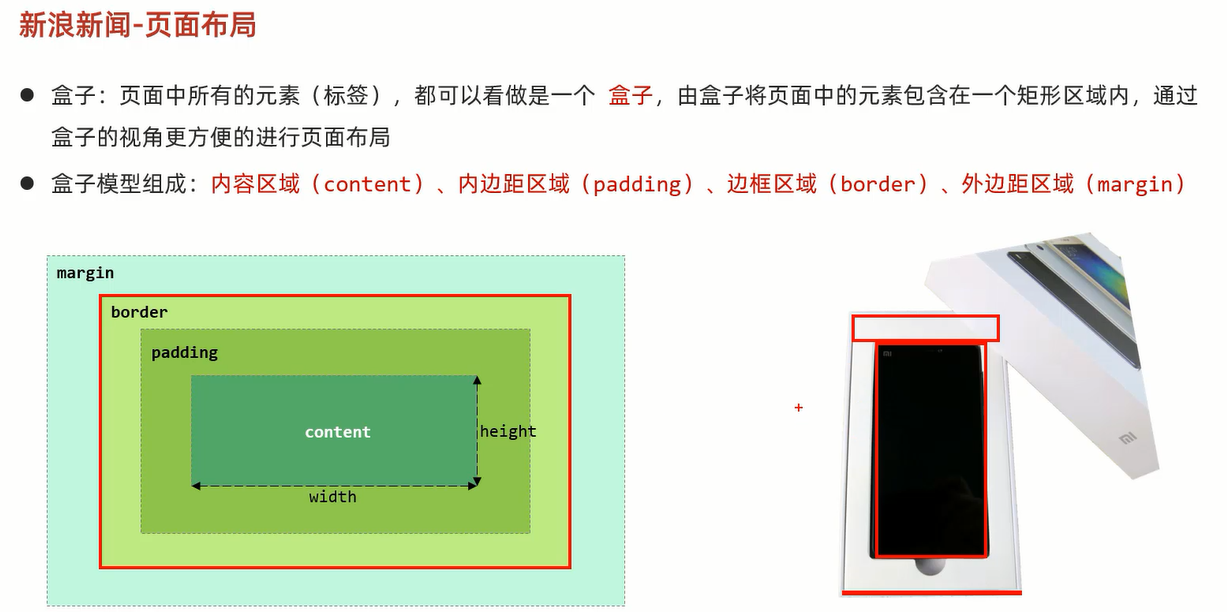 新浪新闻-页面布局
● 盒子：页面中所有的元素（标签），都可以看做是一个 盒子，由盒子将页面中的元素包含在一个矩形区域内，通过
盒子的视角更方便的进行页面布局
● 盒子模型组成：内容区域（content）、内边距区域（padding）、边框区域（border）、外边距区域（margin）
margin
border
padding
content
height
width